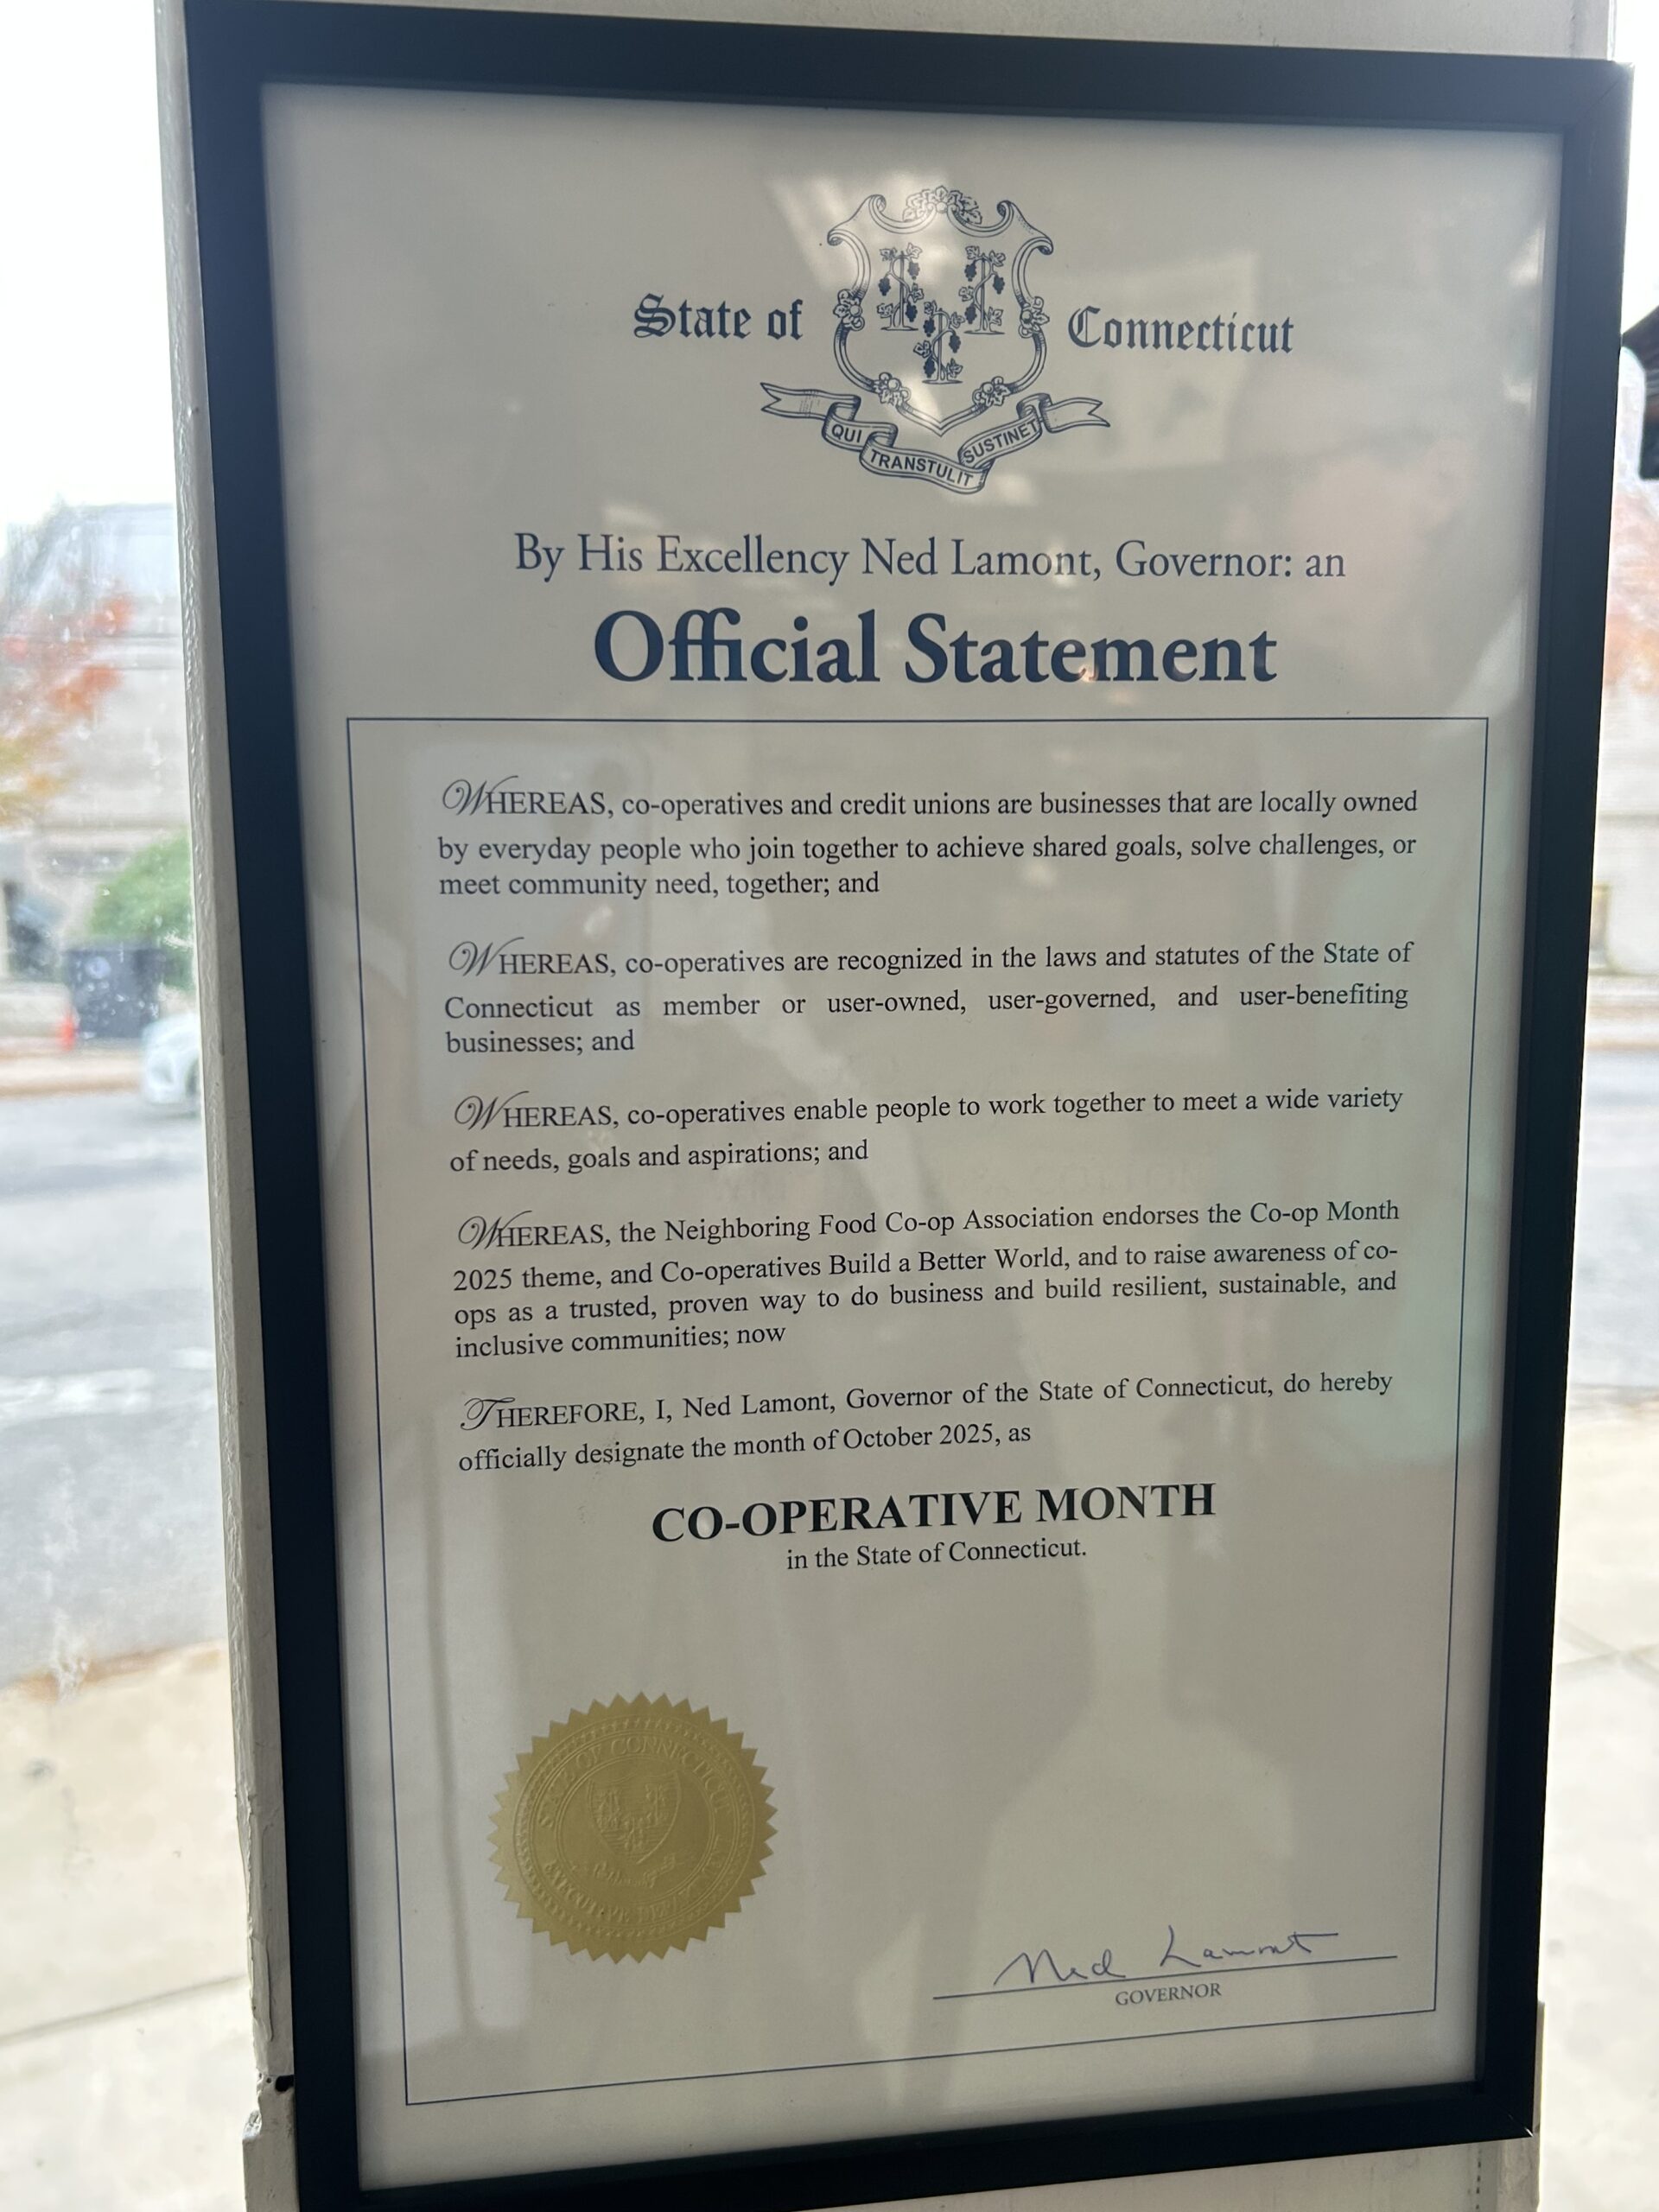 State of Connecticut
QUI TRANSTULIT SUSTINET
By His Excellency Ned Lamont, Governor: an
Official Statement
WHEREAS, co-operatives and credit unions are businesses that are locally owned
by everyday people who join together to achieve shared goals, solve challenges, or
meet community need, together; and
WHEREAS, co-operatives are recognized in the laws and statutes of the State of
Connecticut as member or user-owned, user-governed, and user-benefiting
businesses; and
WHEREAS, co-operatives enable people to work together to meet a wide variety
of needs, goals and aspirations; and
WHEREAS, the Neighboring Food Co-op Association endorses the Co-op Month
2025 theme, and Co-operatives Build a Better World, and to raise awareness of co-
ops as a trusted, proven way to do business and build resilient, sustainable, and
inclusive communities; now
THEREFORE, I, Ned Lamont, Governor of the State of Connecticut, do hereby
officially designate the month of October 2025, as
CO-OPERATIVE MONTH
in the State of Connecticut.
STATE OF CONNECTICUT
EXECUTIVE DEPT
Ned Lamont
GOVERNOR